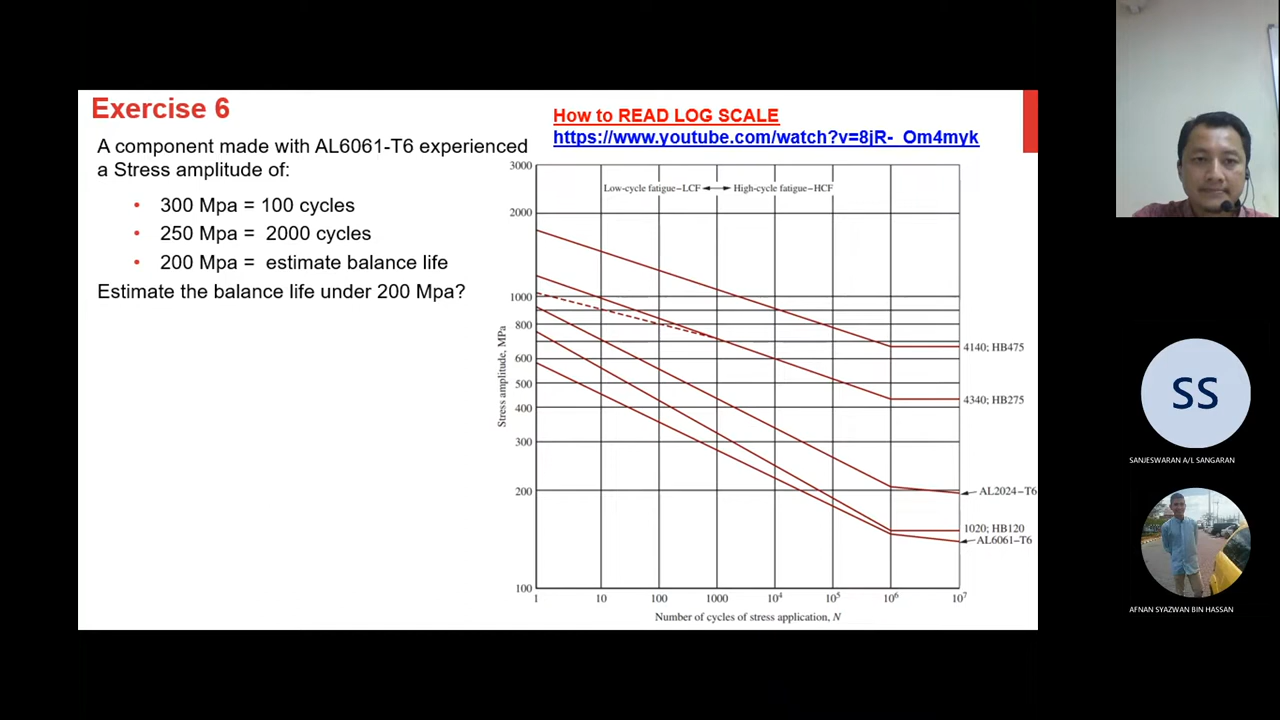 Exercise 6
How to READ LOG SCALE
https://www.youtube.com/watch?v=8jR-_Om4myk
A component made with AL6061-T6 experienced
a Stress amplitude of:
• 300 Mpa = 100 cycles
• 250 Mpa = 2000 cycles
• 200 Mpa = estimate balance life
Estimate the balance life under 200 Mpa?
3000
2000
1000
800
600
500
400
300
200
100
Stress amplitude, MPa
Low-cycle fatigue–LCF
High-cycle fatigue–HCF
4140; HB475
4340; HB275
AL2024–T6
1020; HB120
AL6061–T6
1
10
100
1000
10⁴
10⁵
10⁶
10⁷
Number of cycles of stress application, N
SS
SANJESWARAN A/L SANGARAN
AFNAN SYAZWAN BIN HASSAN